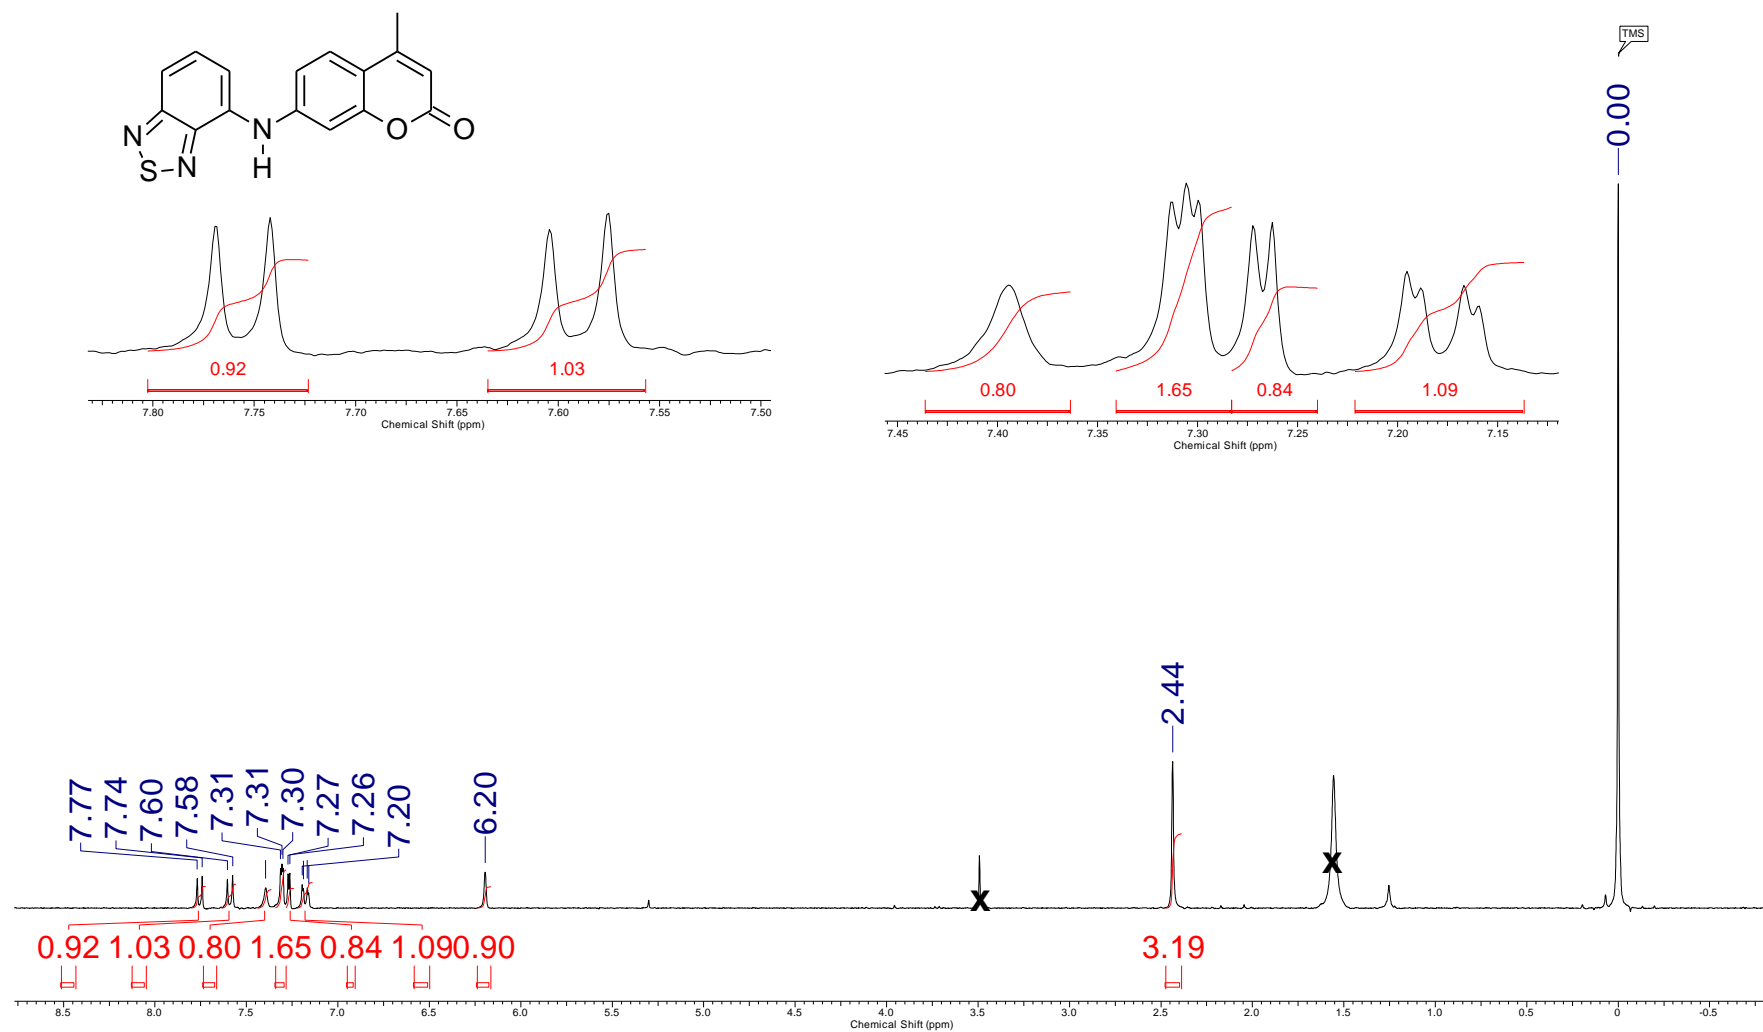 TMS
0.00
N
S
N
N
H
O
O
0.92
1.03
7.80 7.75 7.70 7.65 7.60 7.55 7.50
Chemical Shift (ppm)
0.80
1.65
0.84
1.09
7.45 7.40 7.35 7.30 7.25 7.20 7.15
Chemical Shift (ppm)
2.44
7.77
7.74
7.60
7.58
7.31
7.31
7.30
7.27
7.26
7.20
6.20
X
X
0.92 1.03 0.80 1.65 0.84 1.09 0.90
3.19
8.5 8.0 7.5 7.0 6.5 6.0 5.5 5.0 4.5 4.0 3.5 3.0 2.5 2.0 1.5 1.0 0.5 0 -0.5
Chemical Shift (ppm)